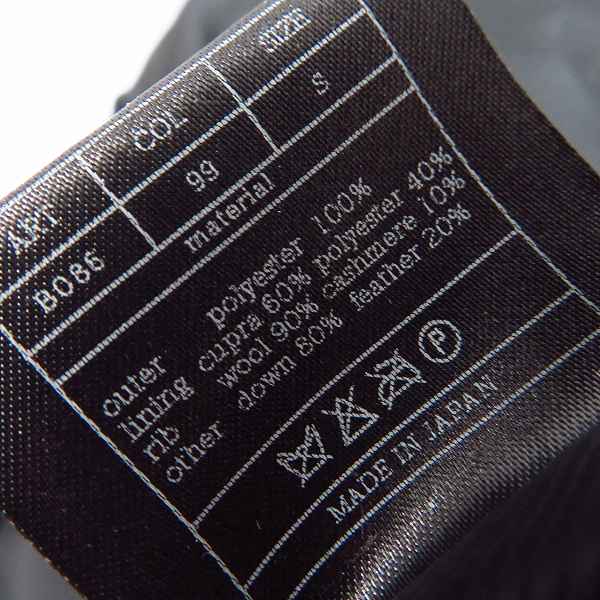 ART COL SIZE
B086 99 S
material
outer polyester 100%
lining cupra 60% polyester 40%
rib wool 90% cashmere 10%
other down 80% feather 20%
P
MADE IN JAPAN